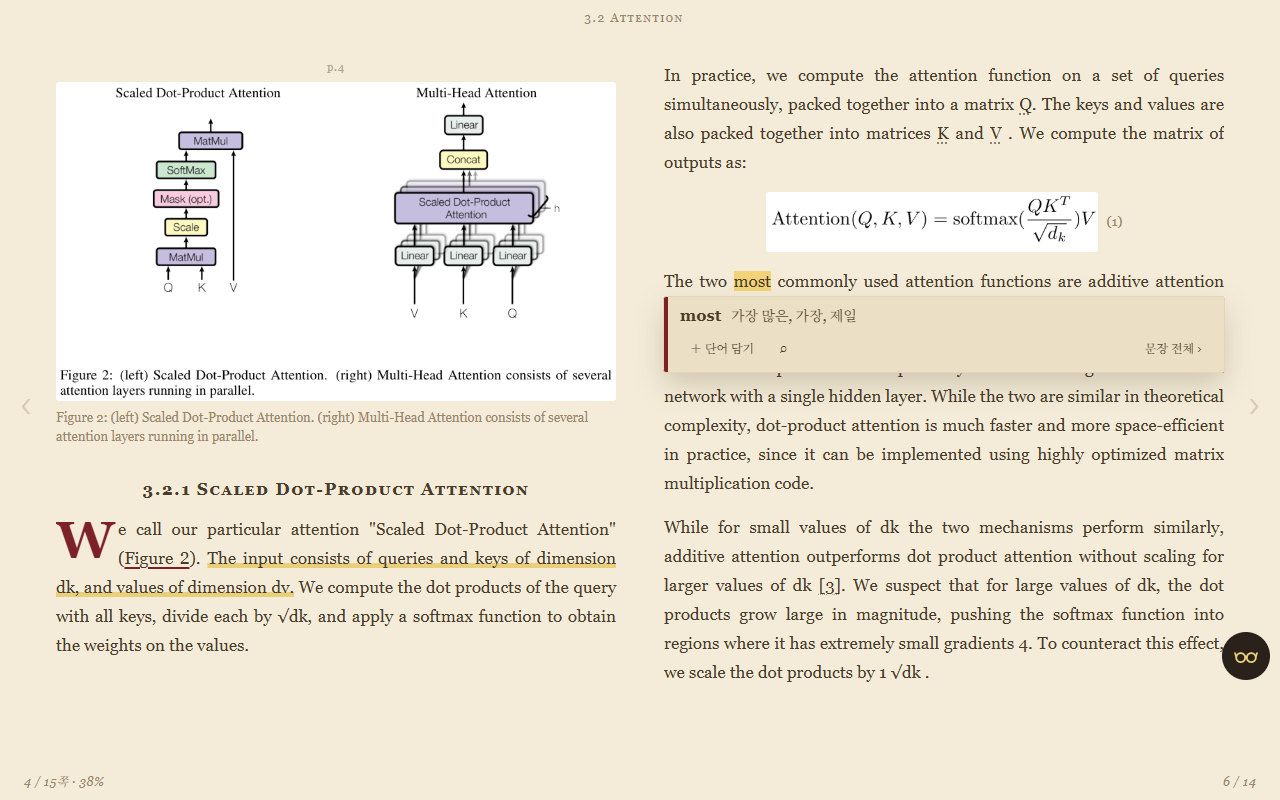 3.2 Attention
p.4
Scaled Dot-Product Attention
MatMul
SoftMax
Mask (opt.)
Scale
MatMul
Q K V
Multi-Head Attention
Linear
Concat
Scaled Dot-Product
Attention
h
Linear Linear Linear
V K Q
Figure 2: (left) Scaled Dot-Product Attention. (right) Multi-Head Attention consists of several
attention layers running in parallel.
Figure 2: (left) Scaled Dot-Product Attention. (right) Multi-Head Attention consists of several
attention layers running in parallel.
3.2.1 Scaled Dot-Product Attention
We call our particular attention "Scaled Dot-Product Attention"
(Figure 2). The input consists of queries and keys of dimension
dk, and values of dimension dv. We compute the dot products of the query
with all keys, divide each by √dk, and apply a softmax function to obtain
the weights on the values.
In practice, we compute the attention function on a set of queries
simultaneously, packed together into a matrix Q. The keys and values are
also packed together into matrices K and V . We compute the matrix of
outputs as:
Attention(Q, K, V) = softmax(QK^T/√d_k)V (1)
The two most commonly used attention functions are additive attention
most 가장 많은, 가장, 제일
+ 단어 담기 ⌕ 문장 전체 ›
network with a single hidden layer. While the two are similar in theoretical
complexity, dot-product attention is much faster and more space-efficient
in practice, since it can be implemented using highly optimized matrix
multiplication code.
While for small values of dk the two mechanisms perform similarly,
additive attention outperforms dot product attention without scaling for
larger values of dk [3]. We suspect that for large values of dk, the dot
products grow large in magnitude, pushing the softmax function into
regions where it has extremely small gradients 4. To counteract this effect,
we scale the dot products by 1 √dk .
4 / 15쪽 · 38%
6 / 14